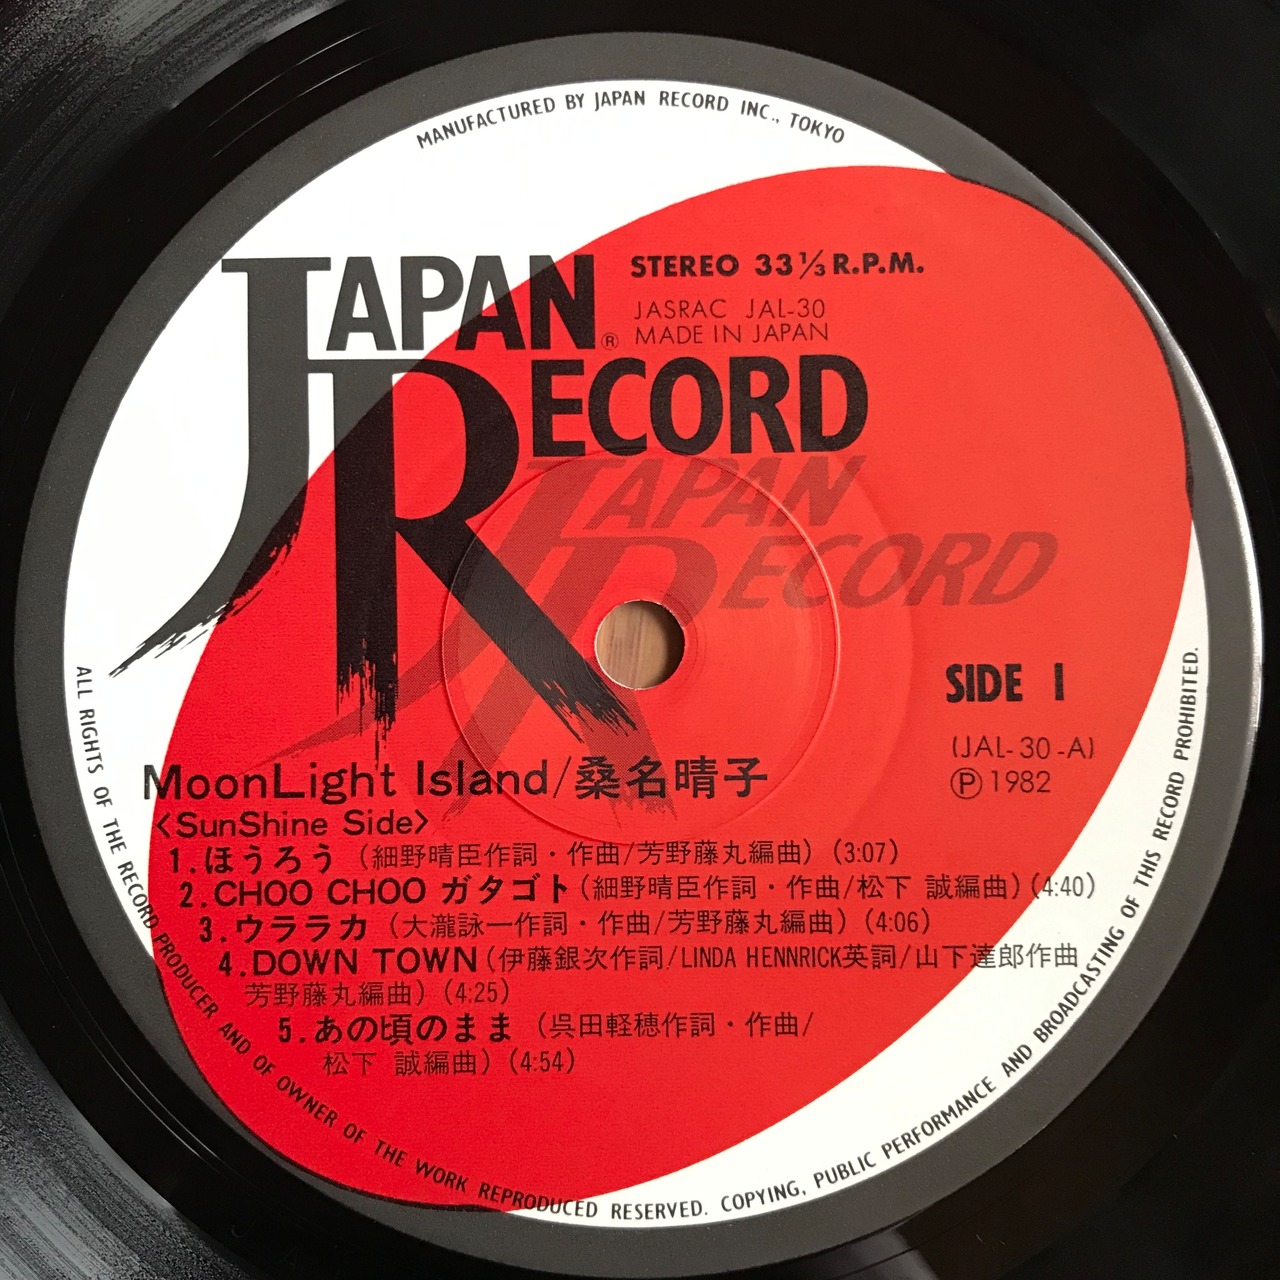 MANUFACTURED BY JAPAN RECORD INC., TOKYO
JAPAN
RECORD
®
STEREO 33⅓ R.P.M.
JASRAC JAL-30
MADE IN JAPAN
JAPAN
RECORD
SIDE 1
(JAL-30-A)
Ⓟ1982
MoonLight Island/桑名晴子
<SunShine Side>
1.ほうろう (細野晴臣作詞・作曲/芳野藤丸編曲) (3:07)
2.CHOO CHOO ガタゴト (細野晴臣作詞・作曲/松下 誠編曲) (4:40)
3.ウララカ (大瀧詠一作詞・作曲/芳野藤丸編曲) (4:06)
4.DOWN TOWN (伊藤銀次作詞/LINDA HENNRICK英詞/山下達郎作曲
芳野藤丸編曲) (4:25)
5.あの頃のまま (呉田軽穂作詞・作曲/
松下 誠編曲) (4:54)
ALL RIGHTS OF THE RECORD PRODUCER AND OF OWNER OF THE WORK REPRODUCED RESERVED. COPYING, PUBLIC PERFORMANCE AND BROADCASTING OF THIS RECORD PROHIBITED.